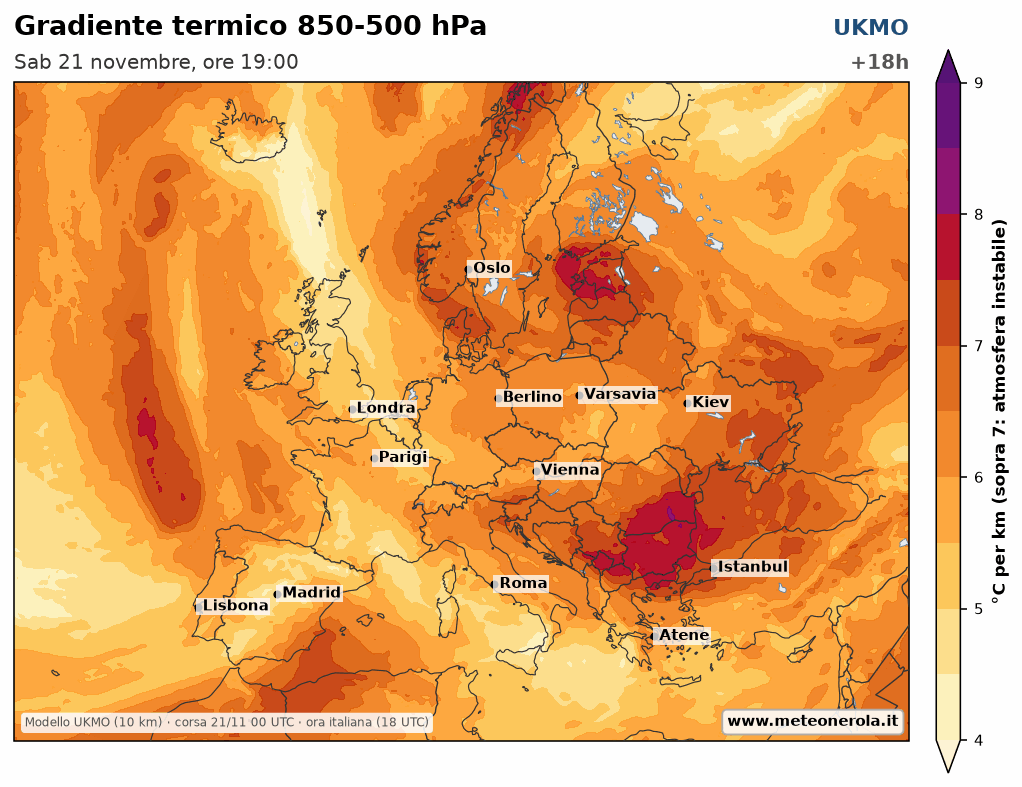 Gradiente termico 850-500 hPa
UKMO
Sab 21 novembre, ore 19:00
+18h
9
8
7
6
5
4
°C per km (sopra 7: atmosfera instabile)
Oslo
Londra
Berlino
Varsavia
Kiev
Parigi
Vienna
Istanbul
Roma
Madrid
Lisbona
Atene
Modello UKMO (10 km) · corsa 21/11 00 UTC · ora italiana (18 UTC)
www.meteonerola.it